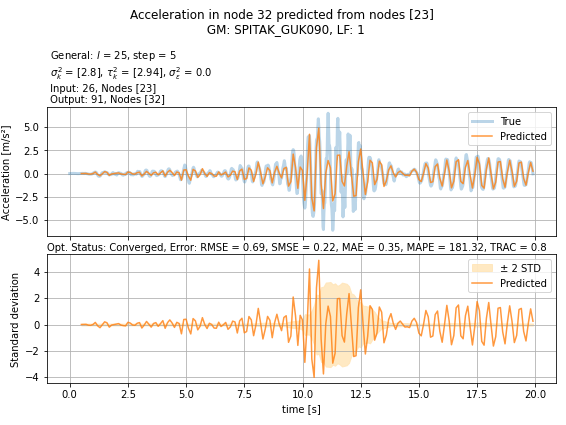 Acceleration in node 32 predicted from nodes [23]
GM: SPITAK_GUK090, LF: 1
General: l = 25, step = 5
σ²ₖ = [2.8], τ²ₖ = [2.94], σ²ε = 0.0
Input: 26, Nodes [23]
Output: 91, Nodes [32]
Acceleration [m/s²]
5.0
2.5
0.0
−2.5
−5.0
True
Predicted
Opt. Status: Converged, Error: RMSE = 0.69, SMSE = 0.22, MAE = 0.35, MAPE = 181.32, TRAC = 0.8
Standard deviation
4
2
0
−2
−4
± 2 STD
Predicted
0.0 2.5 5.0 7.5 10.0 12.5 15.0 17.5 20.0
time [s]